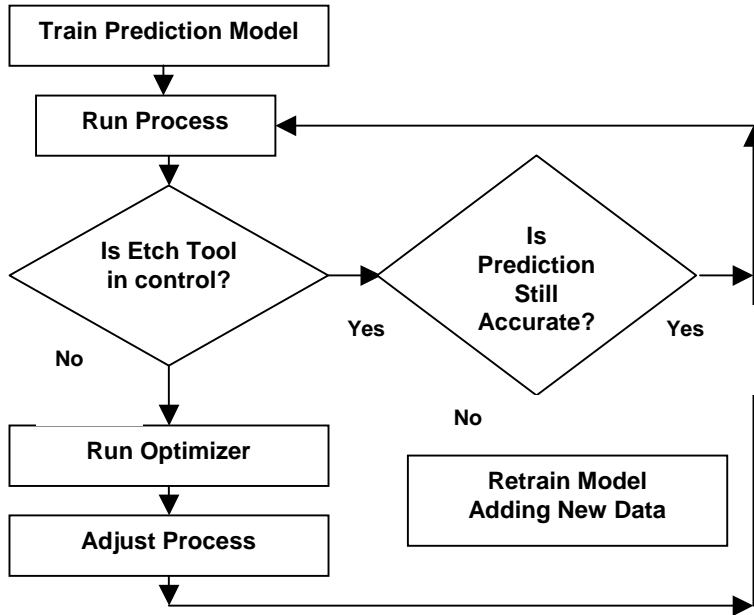 Train Prediction Model
Run Process
Is Etch Tool
in control?
Is
Prediction
Still
Accurate?
Yes
Yes
No
No
Run Optimizer
Retrain Model
Adding New Data
Adjust Process